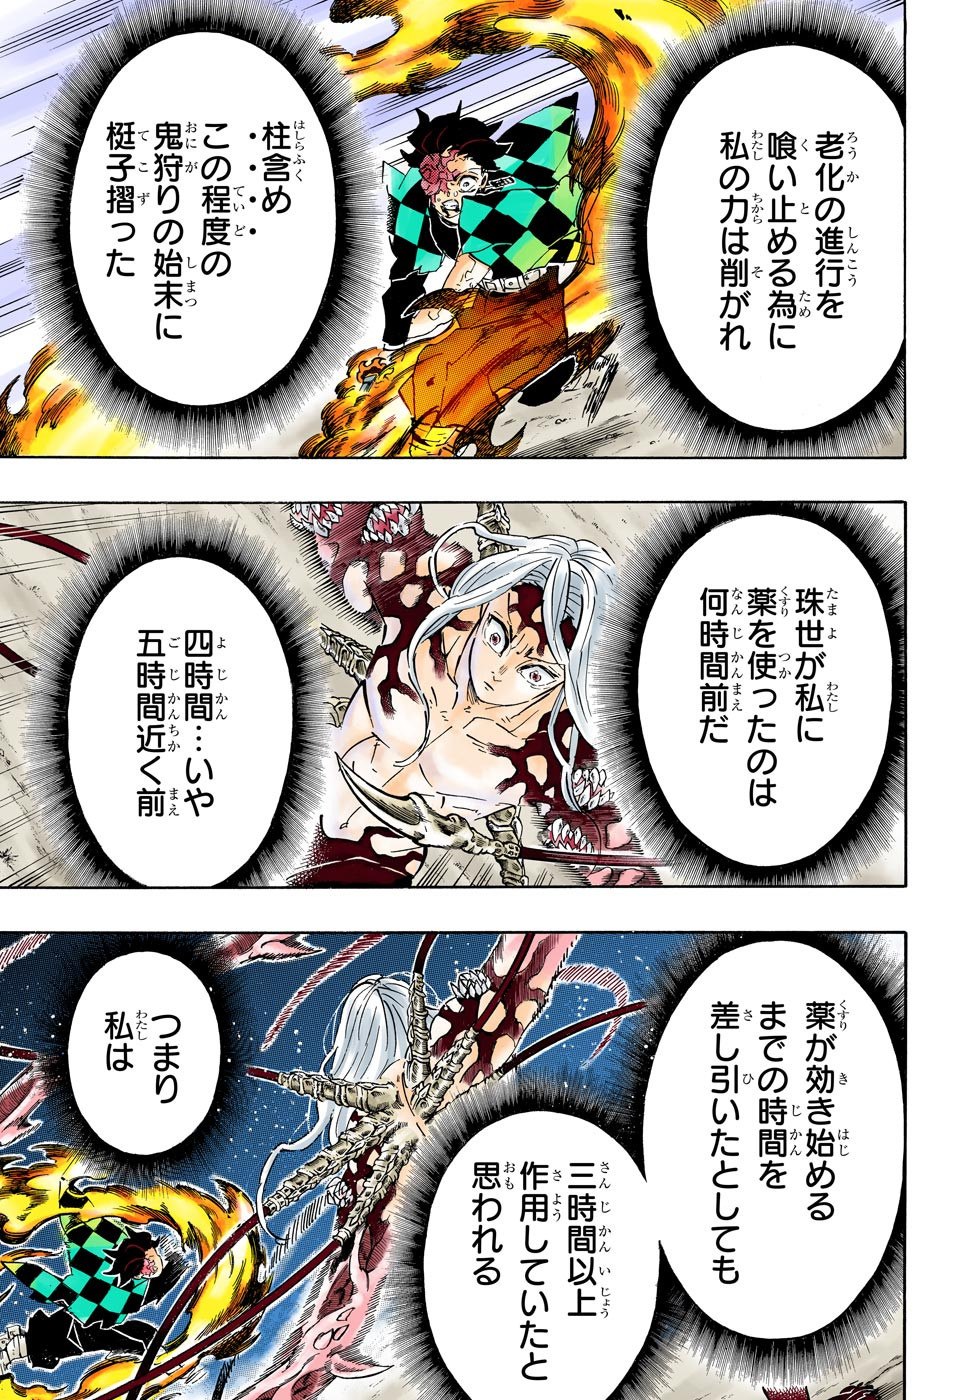 老化の進行を
喰い止める為に
私の力は削がれ
柱含め
この程度の
鬼狩りの始末に
梃子摺った
珠世が私に
薬を使ったのは
何時間前だ
四時間…いや
五時間近く前
薬が効き始める
までの時間を
差し引いたとしても
三時間以上
作用していたと
思われる
つまり
私は